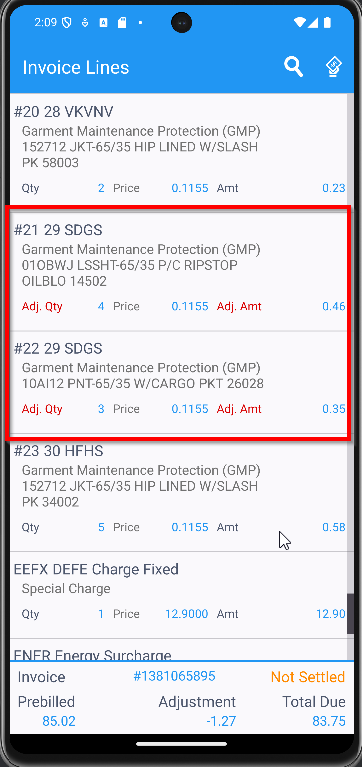 2:09
Invoice Lines
#20 28 VKVNV
Garment Maintenance Protection (GMP)
152712 JKT-65/35 HIP LINED W/SLASH
PK 58003
Qty 2 Price 0.1155 Amt 0.23
#21 29 SDGS
Garment Maintenance Protection (GMP)
01OBWJ LSSHT-65/35 P/C RIPSTOP
OILBLO 14502
Adj. Qty 4 Price 0.1155 Adj. Amt 0.46
#22 29 SDGS
Garment Maintenance Protection (GMP)
10AI12 PNT-65/35 W/CARGO PKT 26028
Adj. Qty 3 Price 0.1155 Adj. Amt 0.35
#23 30 HFHS
Garment Maintenance Protection (GMP)
152712 JKT-65/35 HIP LINED W/SLASH
PK 34002
Qty 5 Price 0.1155 Amt 0.58
EEFX DEFE Charge Fixed
Special Charge
Qty 1 Price 12.9000 Amt 12.90
ENER Energy Surcharge
Invoice #1381065895 Not Settled
Prebilled Adjustment Total Due
85.02 -1.27 83.75